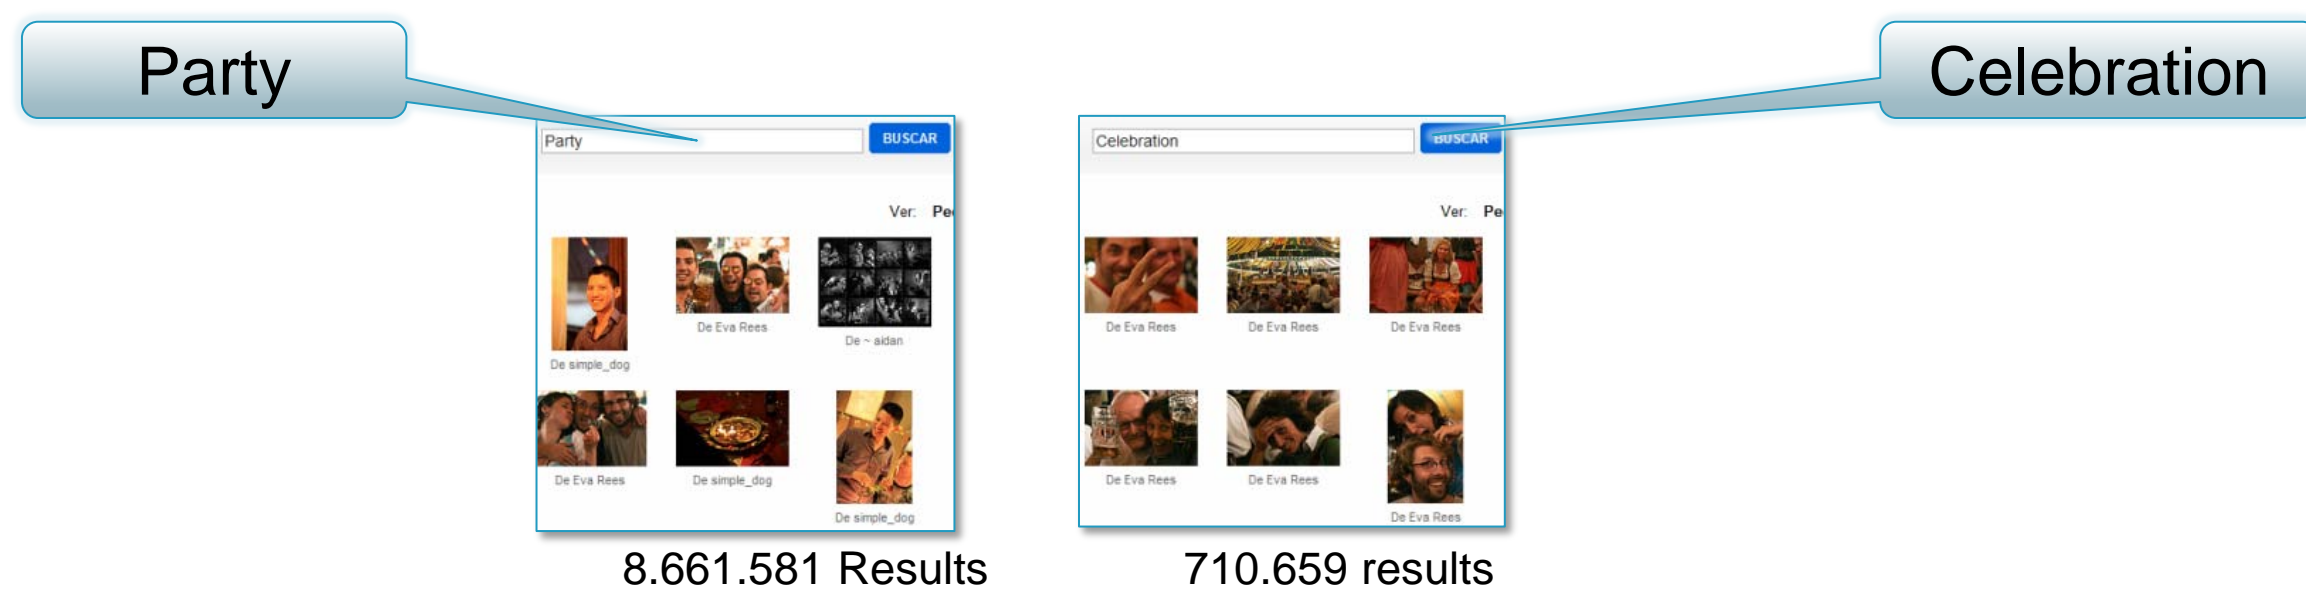 Party
Celebration
Party
BUSCAR
Celebration
BUSCAR
Ver: Pe
Ver: Pe
De Eva Rees
De ~ aidan
De simple_dog
De Eva Rees
De Eva Rees
De Eva Rees
De Eva Rees
De simple_dog
De simple_dog
De Eva Rees
De Eva Rees
De Eva Rees
8.661.581 Results
710.659 results